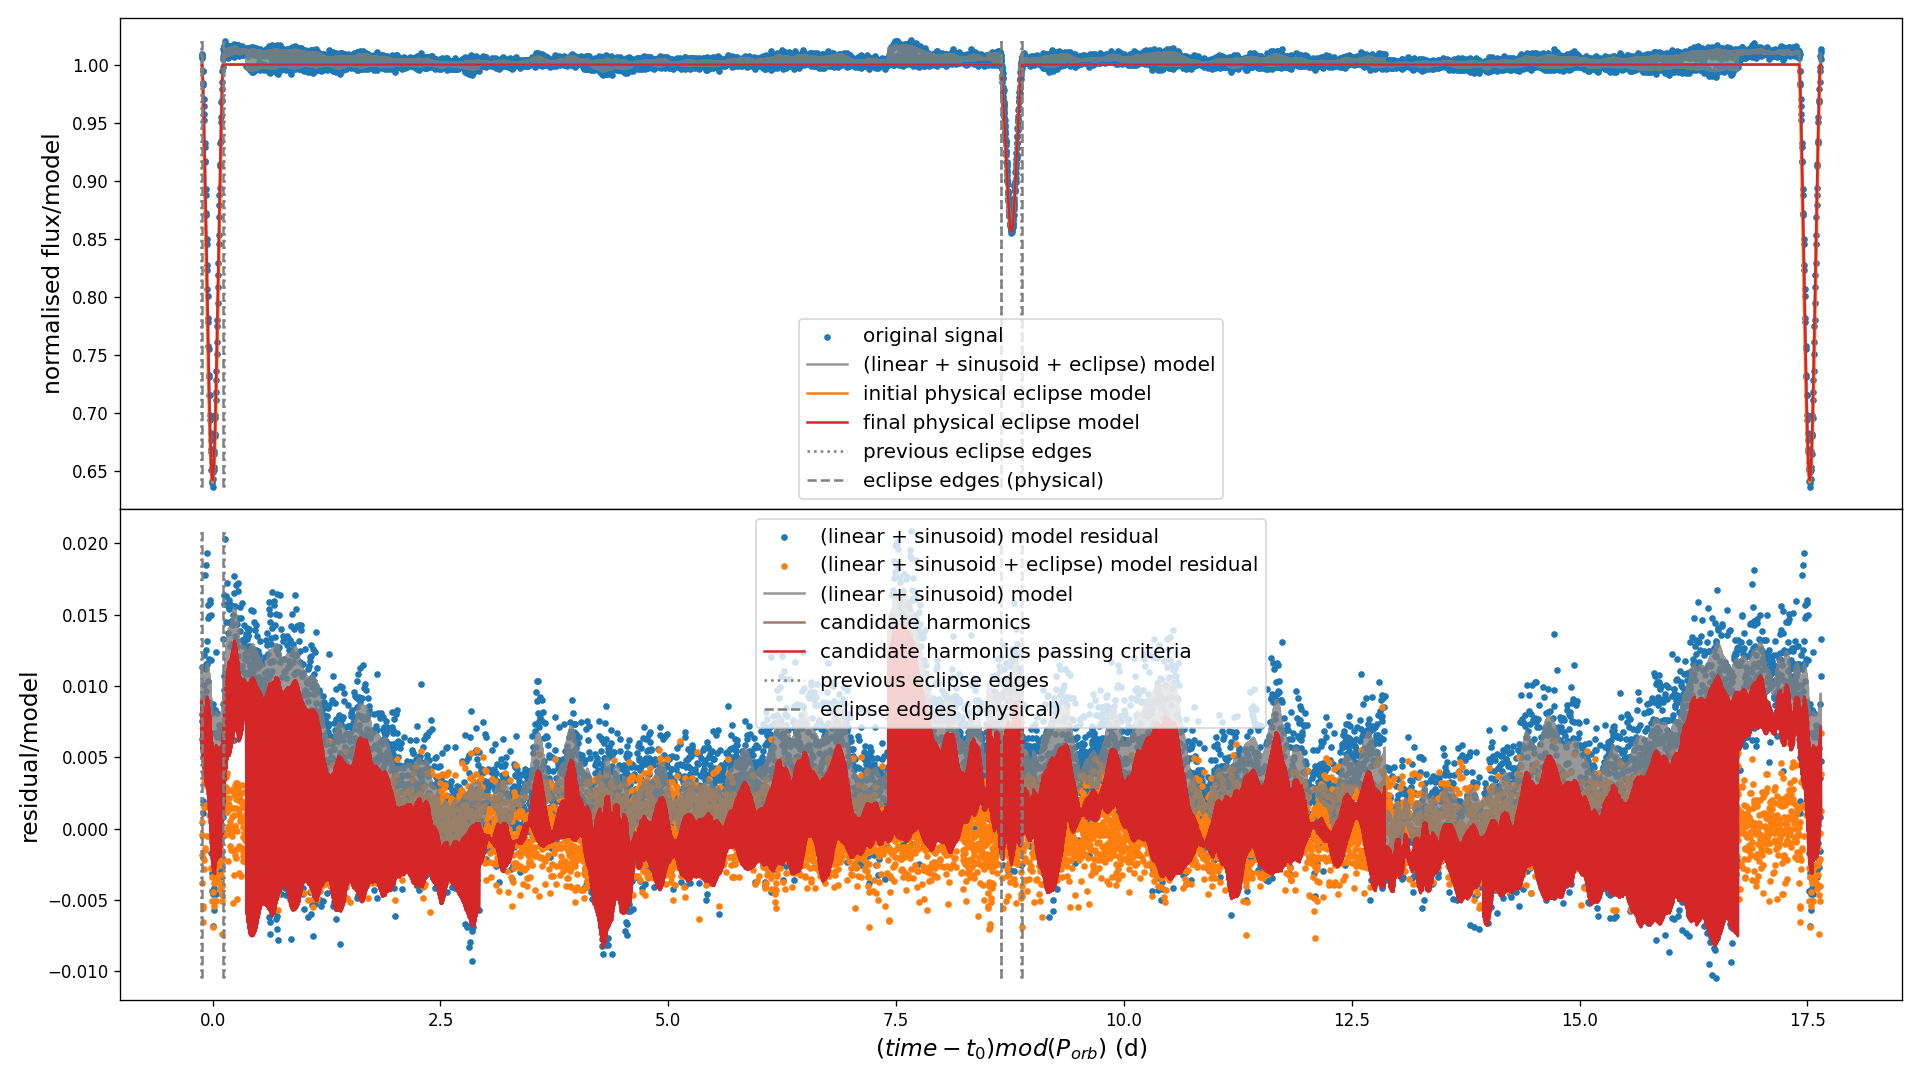 normalised flux/model
1.00
0.95
0.90
0.85
0.80
0.75
0.70
0.65
original signal
(linear + sinusoid + eclipse) model
initial physical eclipse model
final physical eclipse model
previous eclipse edges
eclipse edges (physical)
residual/model
0.020
0.015
0.010
0.005
0.000
−0.005
−0.010
(linear + sinusoid) model residual
(linear + sinusoid + eclipse) model residual
(linear + sinusoid) model
candidate harmonics
candidate harmonics passing criteria
previous eclipse edges
eclipse edges (physical)
0.0 2.5 5.0 7.5 10.0 12.5 15.0 17.5
(time − t₀)mod(Pₒᵣb) (d)